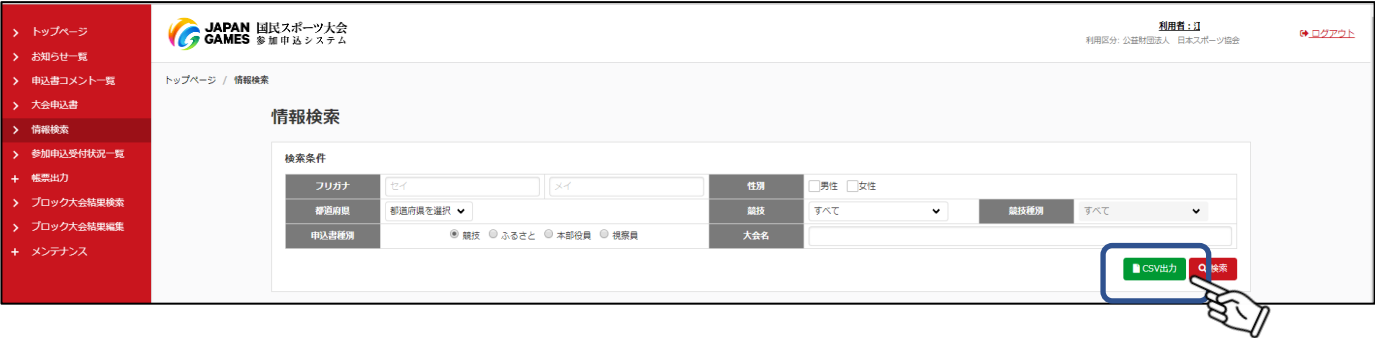 トップページ
お知らせ一覧
申込書コメント一覧
大会申込書
情報検索
参加申込受付状況一覧
帳票出力
ブロック大会結果検索
ブロック大会結果編集
メンテナンス
JAPAN GAMES
国民スポーツ大会
参加申込システム
利用者：江
利用区分: 公益財団法人 日本スポーツ協会
ログアウト
トップページ / 情報検索
情報検索
検索条件
フリガナ セイ メイ 性別 男性 女性
都道府県 都道府県を選択 競技 すべて 競技種別 すべて
申込書種別 競技 ふるさと 本部役員 視察員 大会名
CSV出力 検索